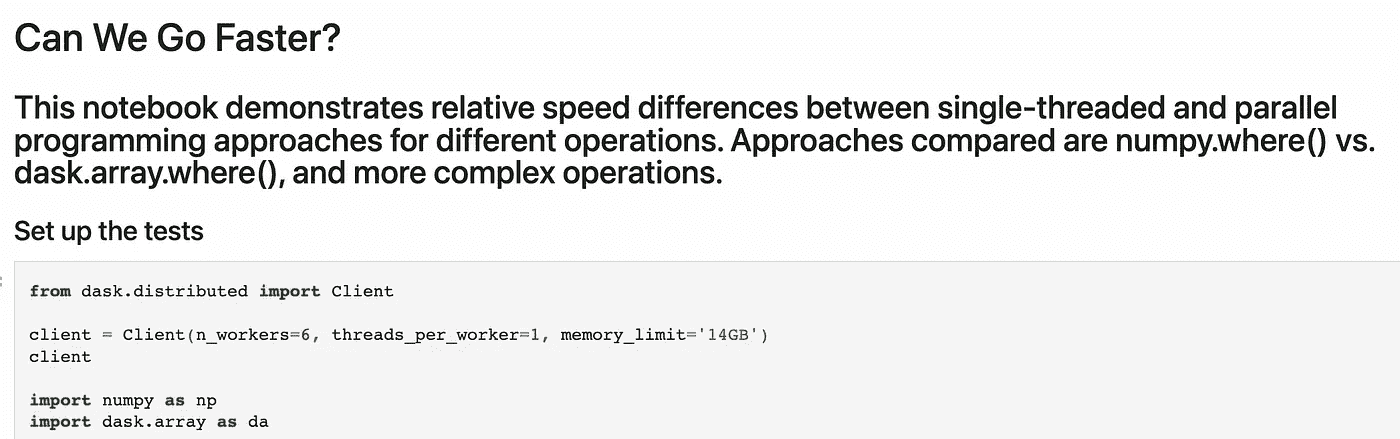 Can We Go Faster?
This notebook demonstrates relative speed differences between single-threaded and parallel
programming approaches for different operations. Approaches compared are numpy.where() vs.
dask.array.where(), and more complex operations.
Set up the tests
from dask.distributed import Client
client = Client(n_workers=6, threads_per_worker=1, memory_limit='14GB')
client
import numpy as np
import dask.array as da